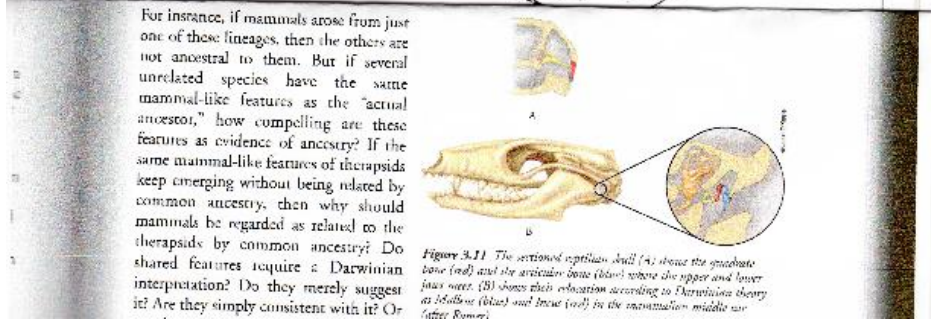 For instance, if mammals arose from just
one of these lineages, then the others are
not ancestral to them. But if several
unrelated species have the same
mammal-like features as the "actual
ancestor," how compelling are these
features as evidence of ancestry? If the
same mammal-like features of therapsids
keep emerging without being related by
common ancestry, then why should
mammals be regarded as related to the
therapsids by common ancestry? Do
shared features require a Darwinian
interpretation? Do they merely suggest
it? Are they simply consistent with it? Or
A
B
Figure 3.11 The sectioned reptilian skull (A) shows the quadrate
bone (red) and the articular bone (blue) where the upper and lower
jaws meet. (B) shows their relocation according to Darwinian theory
as Malleus (blue) and Incus (red) in the mammalian middle ear
(after Romer)